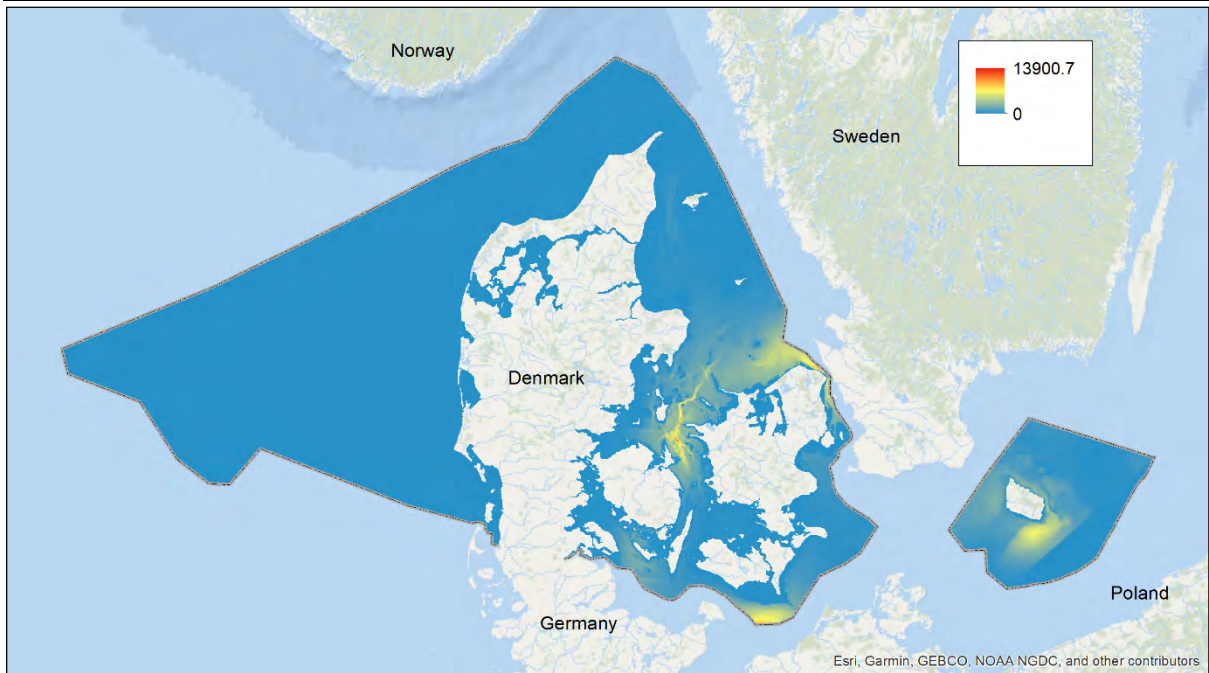 Norway
13900.7
0
Sweden
Denmark
Poland
Germany
Esri, Garmin, GEBCO, NOAA NGDC, and other contributors